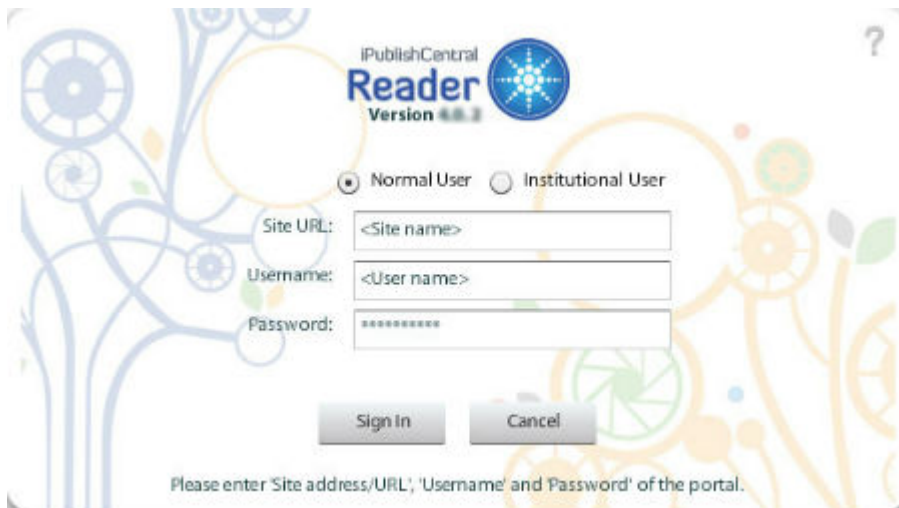 ?
iPublishCentral
Reader
Version
Normal User Institutional User
Site URL: <Site name>
Username: <User name>
Password: **********
Sign In Cancel
Please enter 'Site address/URL', 'Username' and 'Password' of the portal.